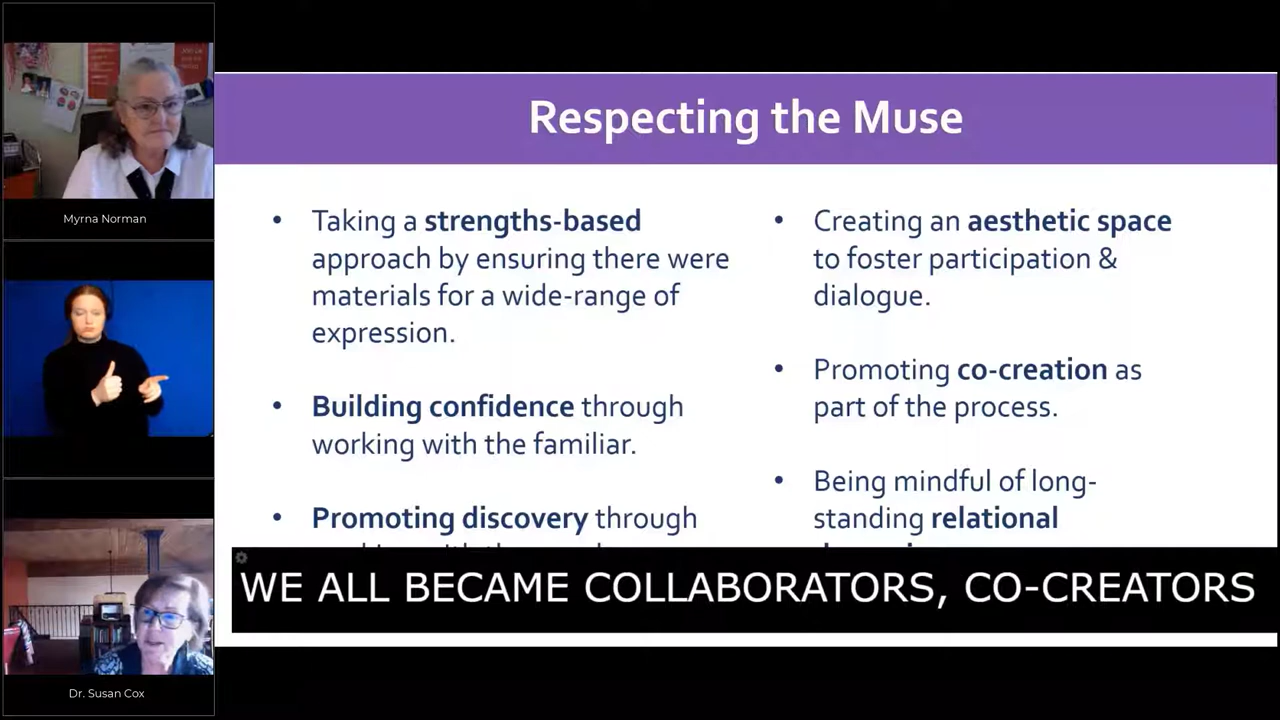 Myrna Norman
Dr. Susan Cox
Respecting the Muse
• Taking a strengths-based
approach by ensuring there were
materials for a wide-range of
expression.
• Building confidence through
working with the familiar.
• Promoting discovery through
• Creating an aesthetic space
to foster participation &
dialogue.
• Promoting co-creation as
part of the process.
• Being mindful of long-
standing relational
WE ALL BECAME COLLABORATORS, CO-CREATORS